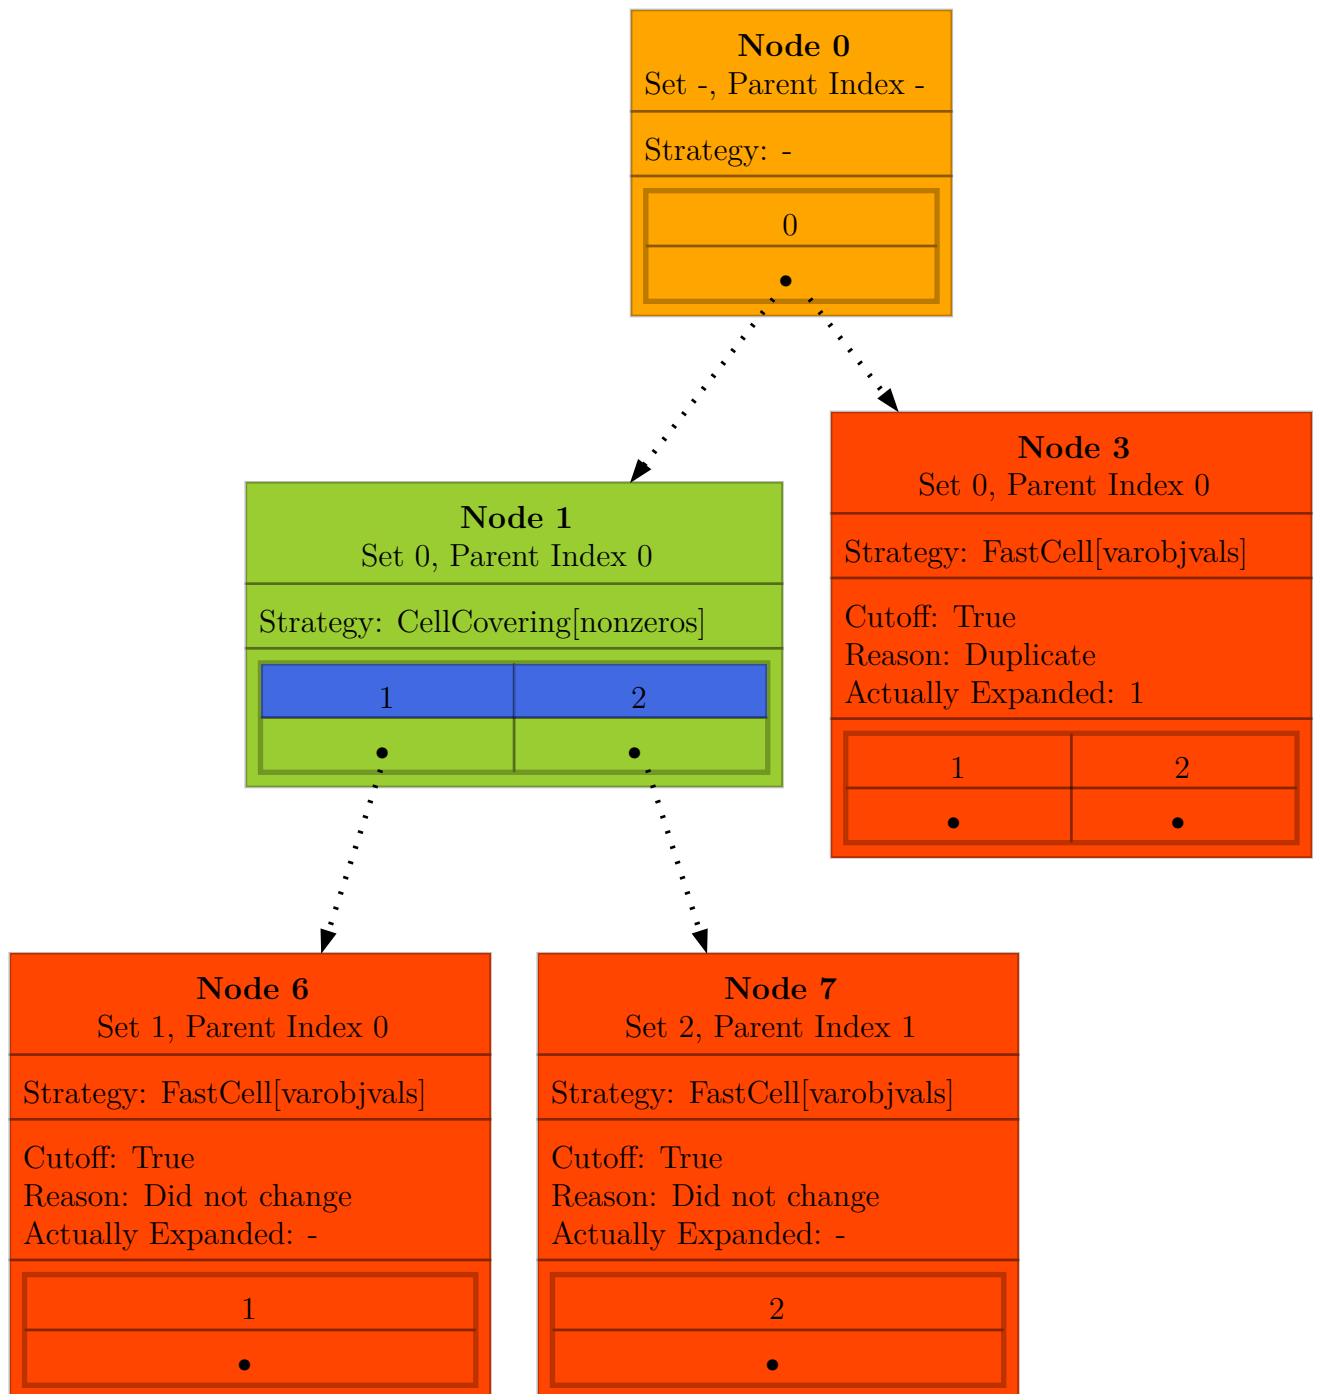 Node 0
Set -, Parent Index -
Strategy: -
0
Node 3
Set 0, Parent Index 0
Strategy: FastCell[varobjvals]
Cutoff: True
Reason: Duplicate
Actually Expanded: 1
1 2
Node 1
Set 0, Parent Index 0
Strategy: CellCovering[nonzeros]
1 2
Node 6
Set 1, Parent Index 0
Strategy: FastCell[varobjvals]
Cutoff: True
Reason: Did not change
Actually Expanded: -
1
Node 7
Set 2, Parent Index 1
Strategy: FastCell[varobjvals]
Cutoff: True
Reason: Did not change
Actually Expanded: -
2